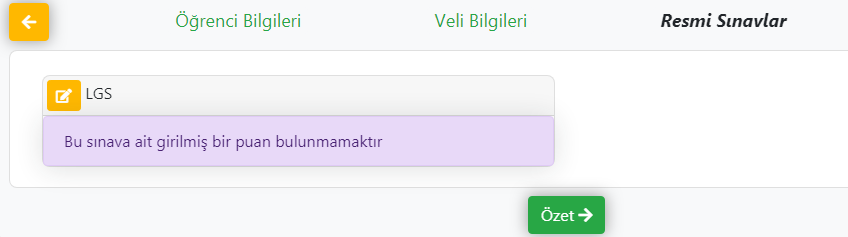 Öğrenci Bilgileri Veli Bilgileri Resmi Sınavlar
LGS
Bu sınava ait girilmiş bir puan bulunmamaktır
Özet